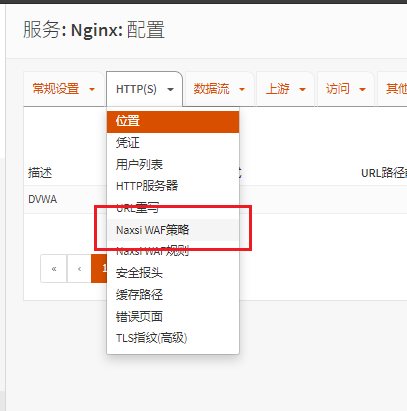 服务: Nginx: 配置
常规设置 HTTP(S) 数据流 上游 访问 其他
位置
凭证
用户列表
描述 HTTP服务器 URL路径
DVWA URL重写
Naxsi WAF策略
Naxsi WAF规则
« ‹ 1 安全报头
缓存路径
错误页面
TLS指纹(高级)